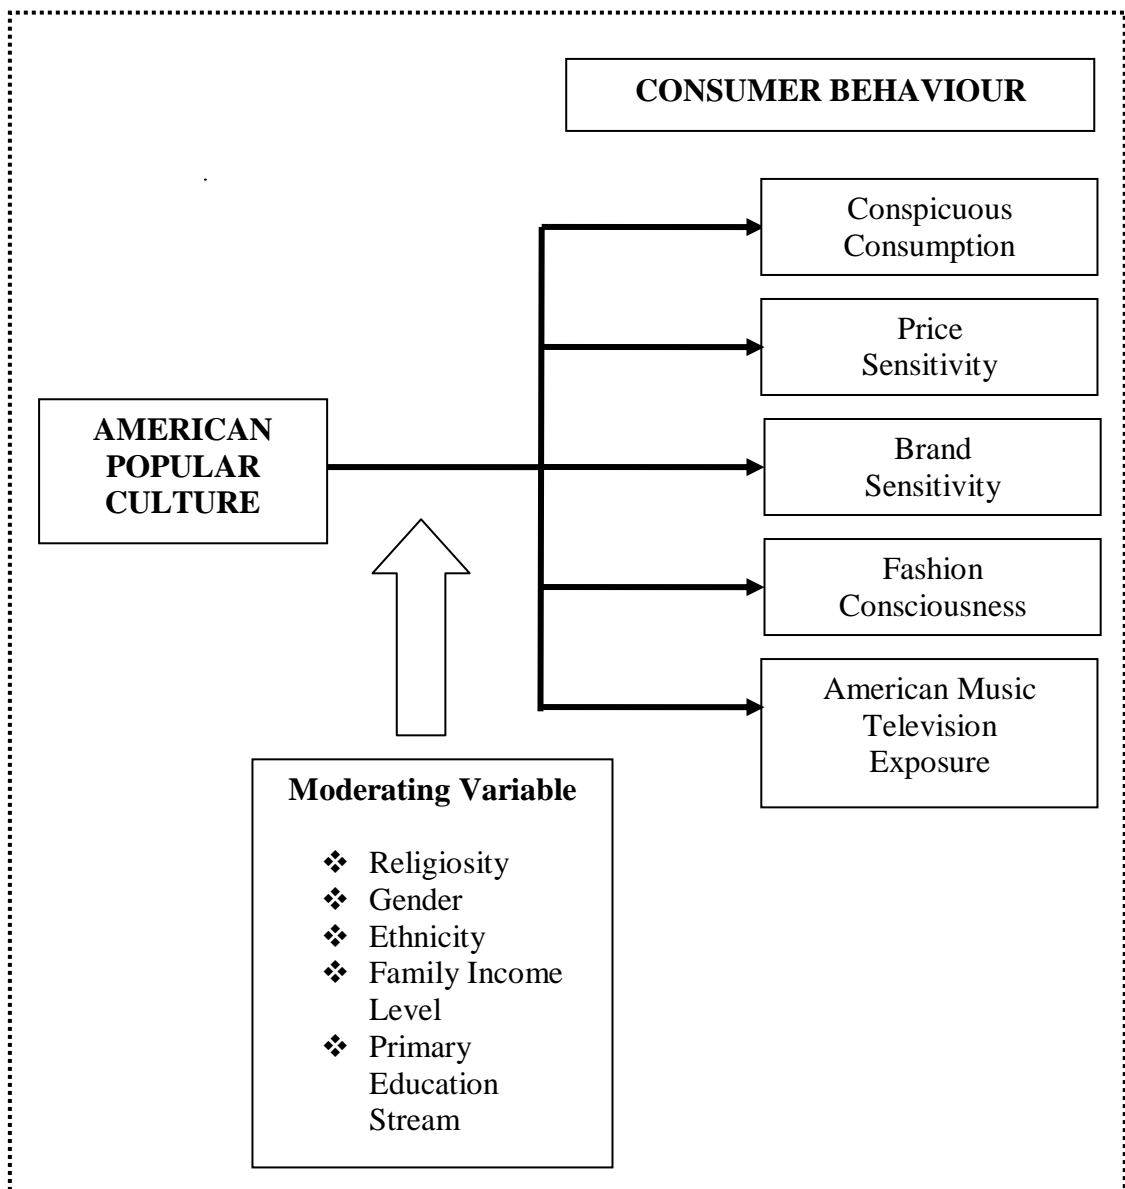 CONSUMER BEHAVIOUR
Conspicuous
Consumption
Price
Sensitivity
Brand
Sensitivity
AMERICAN
POPULAR
CULTURE
Fashion
Consciousness
American Music
Television
Exposure
Moderating Variable
❖ Religiosity
❖ Gender
❖ Ethnicity
❖ Family Income
Level
❖ Primary
Education
Stream